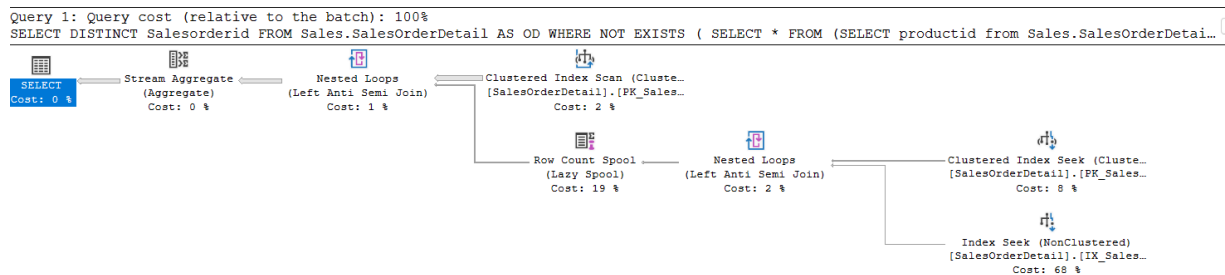 Query 1: Query cost (relative to the batch): 100%
SELECT DISTINCT Salesorderid FROM Sales.SalesOrderDetail AS OD WHERE NOT EXISTS ( SELECT * FROM (SELECT productid from Sales.SalesOrderDetai...
SELECT
Cost: 0 %
Stream Aggregate
(Aggregate)
Cost: 0 %
Nested Loops
(Left Anti Semi Join)
Cost: 1 %
Clustered Index Scan (Cluste...
[SalesOrderDetail].[PK_Sales...
Cost: 2 %
Row Count Spool
(Lazy Spool)
Cost: 19 %
Nested Loops
(Left Anti Semi Join)
Cost: 2 %
Clustered Index Seek (Cluste...
[SalesOrderDetail].[PK_Sales...
Cost: 8 %
Index Seek (NonClustered)
[SalesOrderDetail].[IX_Sales...
Cost: 68 %